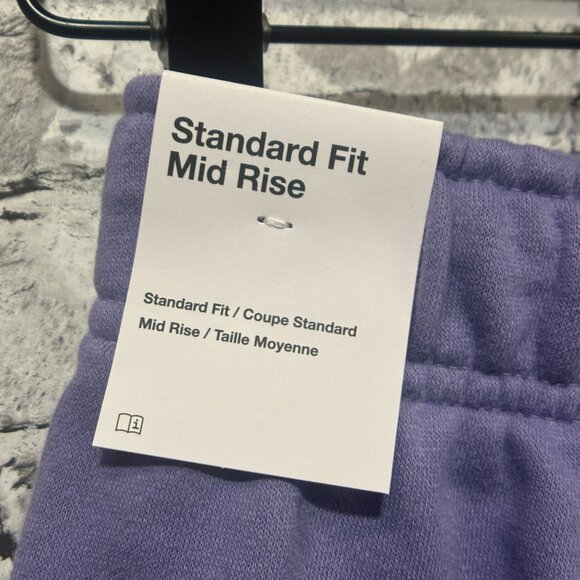 Standard Fit
Mid Rise
Standard Fit / Coupe Standard
Mid Rise / Taille Moyenne
i